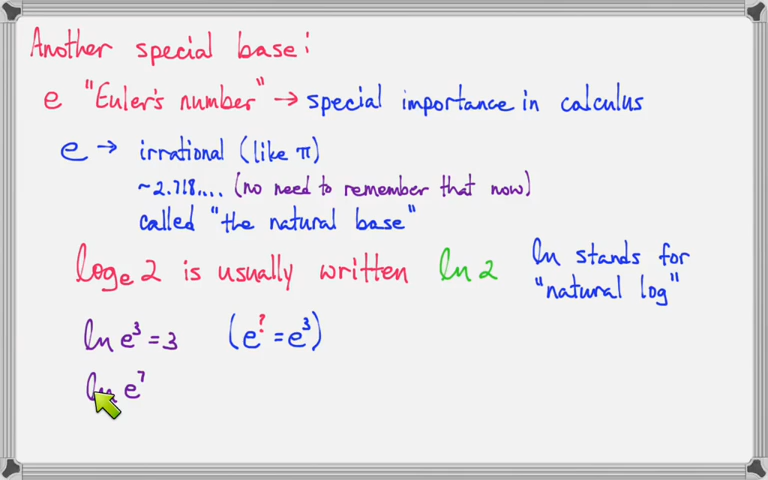 Another special base:
e "Euler's number" → special importance in calculus
e → irrational (like π)
~2.718.... (no need to remember that now)
called "the natural base"
logₑ2 is usually written ln 2
ln stands for
"natural log"
ln e³ = 3 (e^? = e³)
ln e⁷